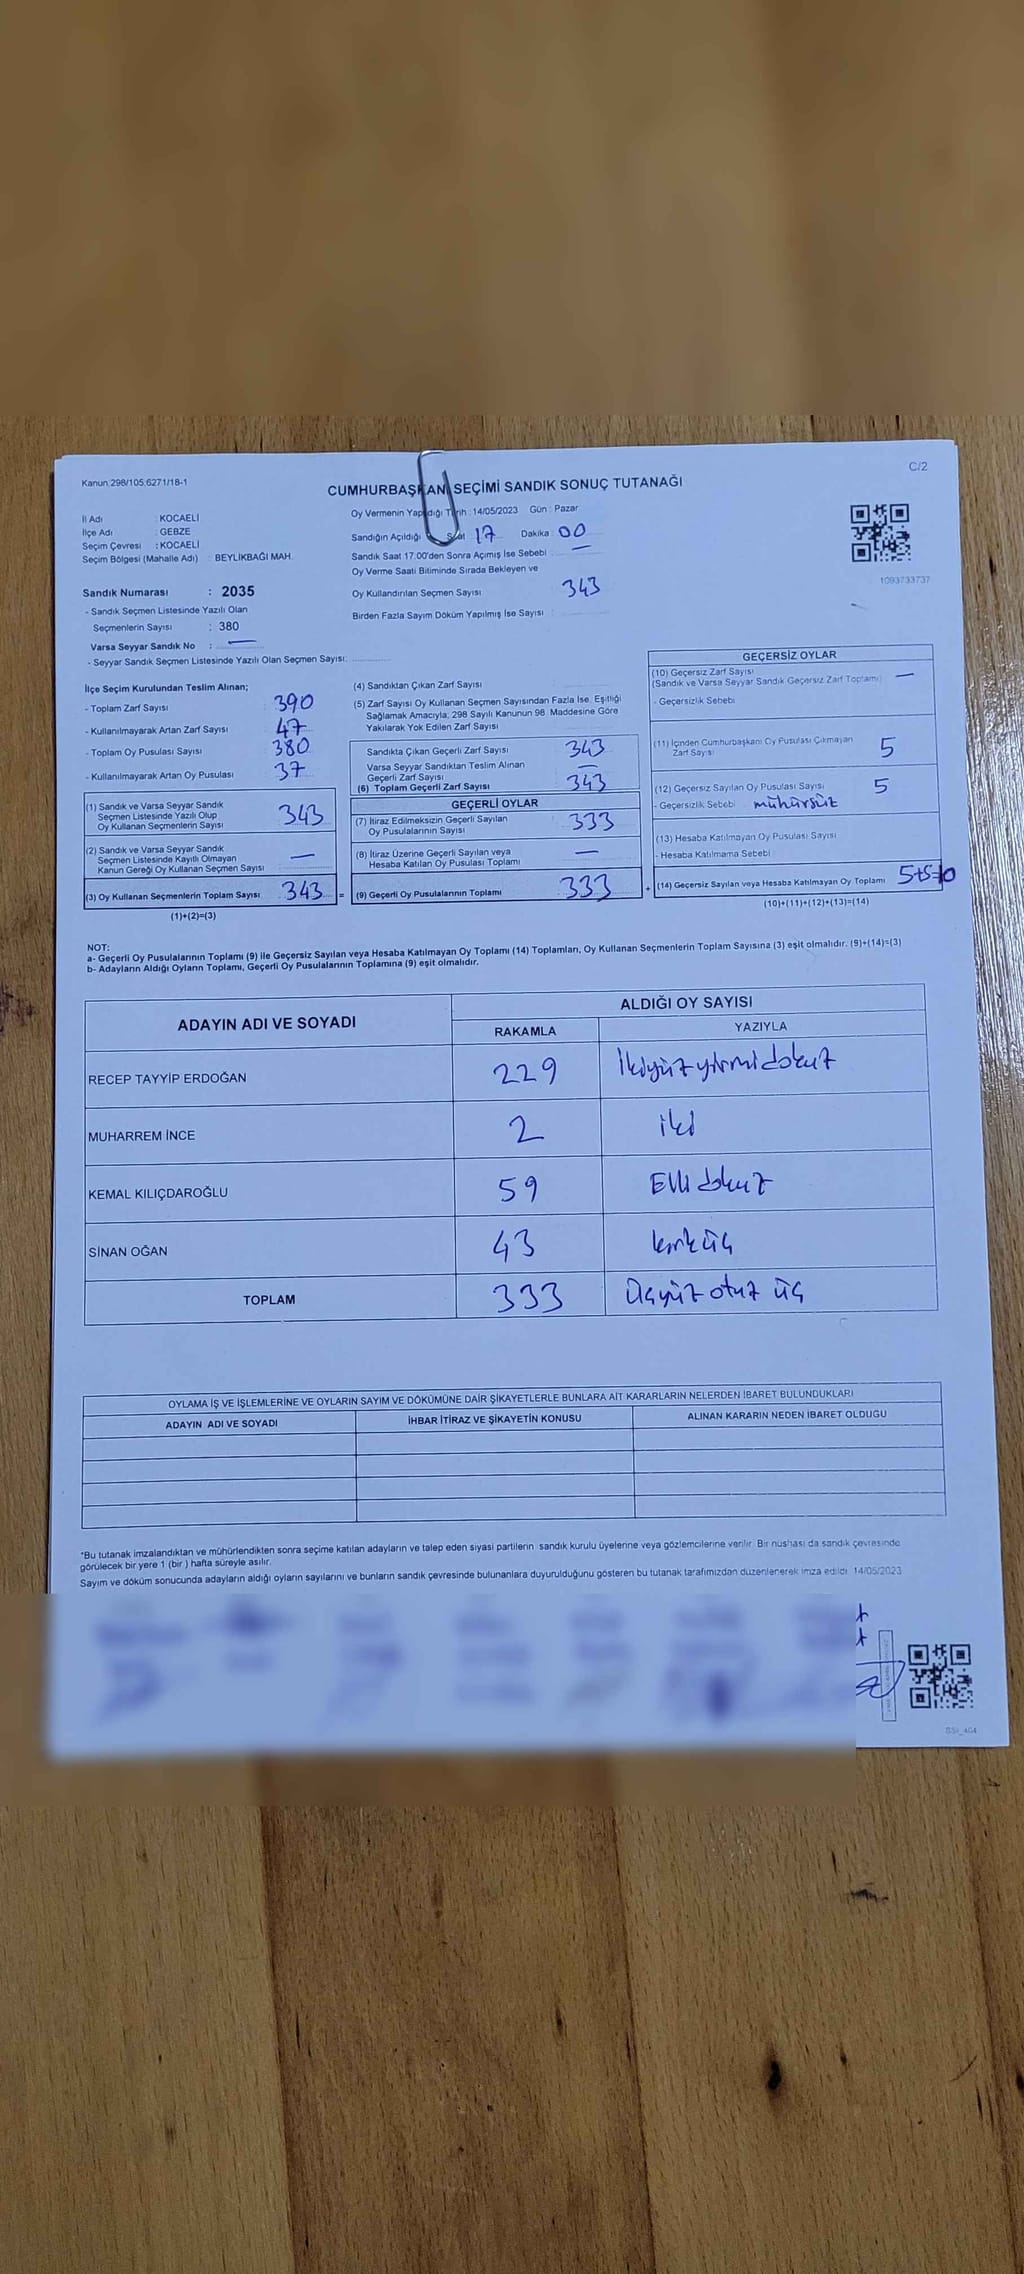 Kanun:298/105;6271/18-1
C/2
CUMHURBAŞKANI SEÇİMİ SANDIK SONUÇ TUTANAĞI
İl Adı : KOCAELİ
İlçe Adı : GEBZE
Seçim Çevresi : KOCAELİ
Seçim Bölgesi (Mahalle Adı) : BEYLİKBAĞI MAH.
Sandık Numarası : 2035
- Sandık Seçmen Listesinde Yazılı Olan
Seçmenlerin Sayısı : 380
Varsa Seyyar Sandık No : —
- Seyyar Sandık Seçmen Listesinde Yazılı Olan Seçmen Sayısı:
Oy Vermenin Yapıldığı Tarih :14/05/2023 Gün : Pazar
Sandığın Açıldığı Saat 17 Dakika 00
Sandık Saat 17:00'den Sonra Açımış İse Sebebi : —
Oy Verme Saati Bitiminde Sırada Bekleyen ve
Oy Kullandırılan Seçmen Sayısı 343
Birden Fazla Sayım Döküm Yapılmış İse Sayısı :
1093733737
İlçe Seçim Kurulundan Teslim Alınan;
- Toplam Zarf Sayısı 390
- Kullanılmayarak Artan Zarf Sayısı 47
- Toplam Oy Pusulası Sayısı 380
- Kullanılmayarak Artan Oy Pusulası 37
(1) Sandık ve Varsa Seyyar Sandık
Seçmen Listesinde Yazılı Olup
Oy Kullanan Seçmenlerin Sayısı 343
(2) Sandık ve Varsa Seyyar Sandık
Seçmen Listesinde Kayıtlı Olmayan
Kanun Gereği Oy Kullanan Seçmen Sayısı —
(3) Oy Kullanan Seçmenlerin Toplam Sayısı 343 =
(1)+(2)=(3)
(4) Sandıktan Çıkan Zarf Sayısı
(5) Zarf Sayısı Oy Kullanan Seçmen Sayısından Fazla İse, Eşitliği
Sağlamak Amacıyla, 298 Sayılı Kanunun 98. Maddesine Göre
Yakılarak Yok Edilen Zarf Sayısı
Sandıkta Çıkan Geçerli Zarf Sayısı 343
Varsa Seyyar Sandıktan Teslim Alınan
Geçerli Zarf Sayısı —
(6) Toplam Geçerli Zarf Sayısı 343
GEÇERLİ OYLAR
(7) İtiraz Edilmeksizin Geçerli Sayılan
Oy Pusulalarının Sayısı 333
(8) İtiraz Üzerine Geçerli Sayılan veya
Hesaba Katılan Oy Pusulası Toplamı —
(9) Geçerli Oy Pusulalarının Toplamı 333 +
GEÇERSİZ OYLAR
(10) Geçersiz Zarf Sayısı
(Sandık ve Varsa Seyyar Sandık Geçersiz Zarf Toplamı) —
- Geçersizlik Sebebi
(11) İçinden Cumhurbaşkanı Oy Pusulası Çıkmayan
Zarf Sayısı 5
(12) Geçersiz Sayılan Oy Pusulası Sayısı 5
- Geçersizlik Sebebi mühürsüz
(13) Hesaba Katılmayan Oy Pusulası Sayısı
- Hesaba Katılmama Sebebi
(14) Geçersiz Sayılan veya Hesaba Katılmayan Oy Toplamı 5+5=10
(10)+(11)+(12)+(13)=(14)
NOT:
a- Geçerli Oy Pusulalarının Toplamı (9) ile Geçersiz Sayılan veya Hesaba Katılmayan Oy Toplamı (14) Toplamları, Oy Kullanan Seçmenlerin Toplam Sayısına (3) eşit olmalıdır. (9)+(14)=(3)
b- Adayların Aldığı Oyların Toplamı, Geçerli Oy Pusulalarının Toplamına (9) eşit olmalıdır.
ADAYIN ADI VE SOYADI
ALDIĞI OY SAYISI
RAKAMLA YAZIYLA
RECEP TAYYİP ERDOĞAN 229 İkiyüz yirmi dokuz
MUHARREM İNCE 2 iki
KEMAL KILIÇDAROĞLU 59 Elli dokuz
SİNAN OĞAN 43 kırk üç
TOPLAM 333 Üçyüz otuz üç
OYLAMA İŞ VE İŞLEMLERİNE VE OYLARIN SAYIM VE DÖKÜMÜNE DAİR ŞİKAYETLERLE BUNLARA AİT KARARLARIN NELERDEN İBARET BULUNDUKLARI
ADAYIN ADI VE SOYADI İHBAR İTİRAZ VE ŞİKAYETİN KONUSU ALINAN KARARIN NEDEN İBARET OLDUĞU
*Bu tutanak imzalandıktan ve mühürlendikten sonra seçime katılan adayların ve talep eden siyasi partilerin sandık kurulu üyelerine veya gözlemcilerine verilir. Bir nushası da sandık çevresinde
görülecek bir yere 1 (bir ) hafta süreyle asılır.
Sayım ve döküm sonucunda adayların aldığı oyların sayılarını ve bunların sandık çevresinde bulunanlara duyurulduğunu gösteren bu tutanak tarafımızdan düzenlenerek imza edildi. 14/05/2023